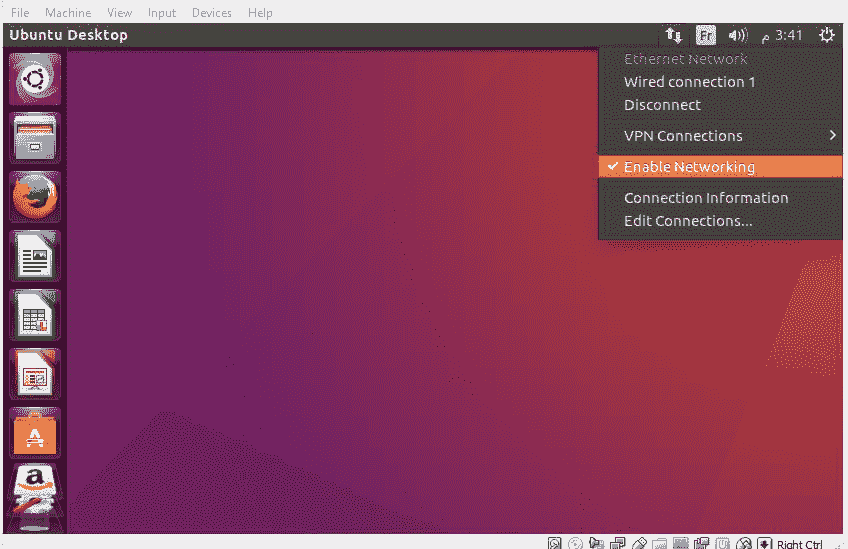 File Machine View Input Devices Help
Ubuntu Desktop Fr م 3:41
Ethernet Network
Wired connection 1
Disconnect
VPN Connections
Enable Networking
Connection Information
Edit Connections...
A
a
Right Ctrl